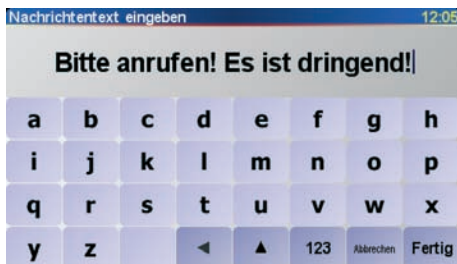 Nachrichtentext eingeben 12:05
Bitte anrufen! Es ist dringend!
a b c d e f g h
i j k l m n o p
q r s t u v w x
y z ◄ ▲ 123 Abbrechen Fertig